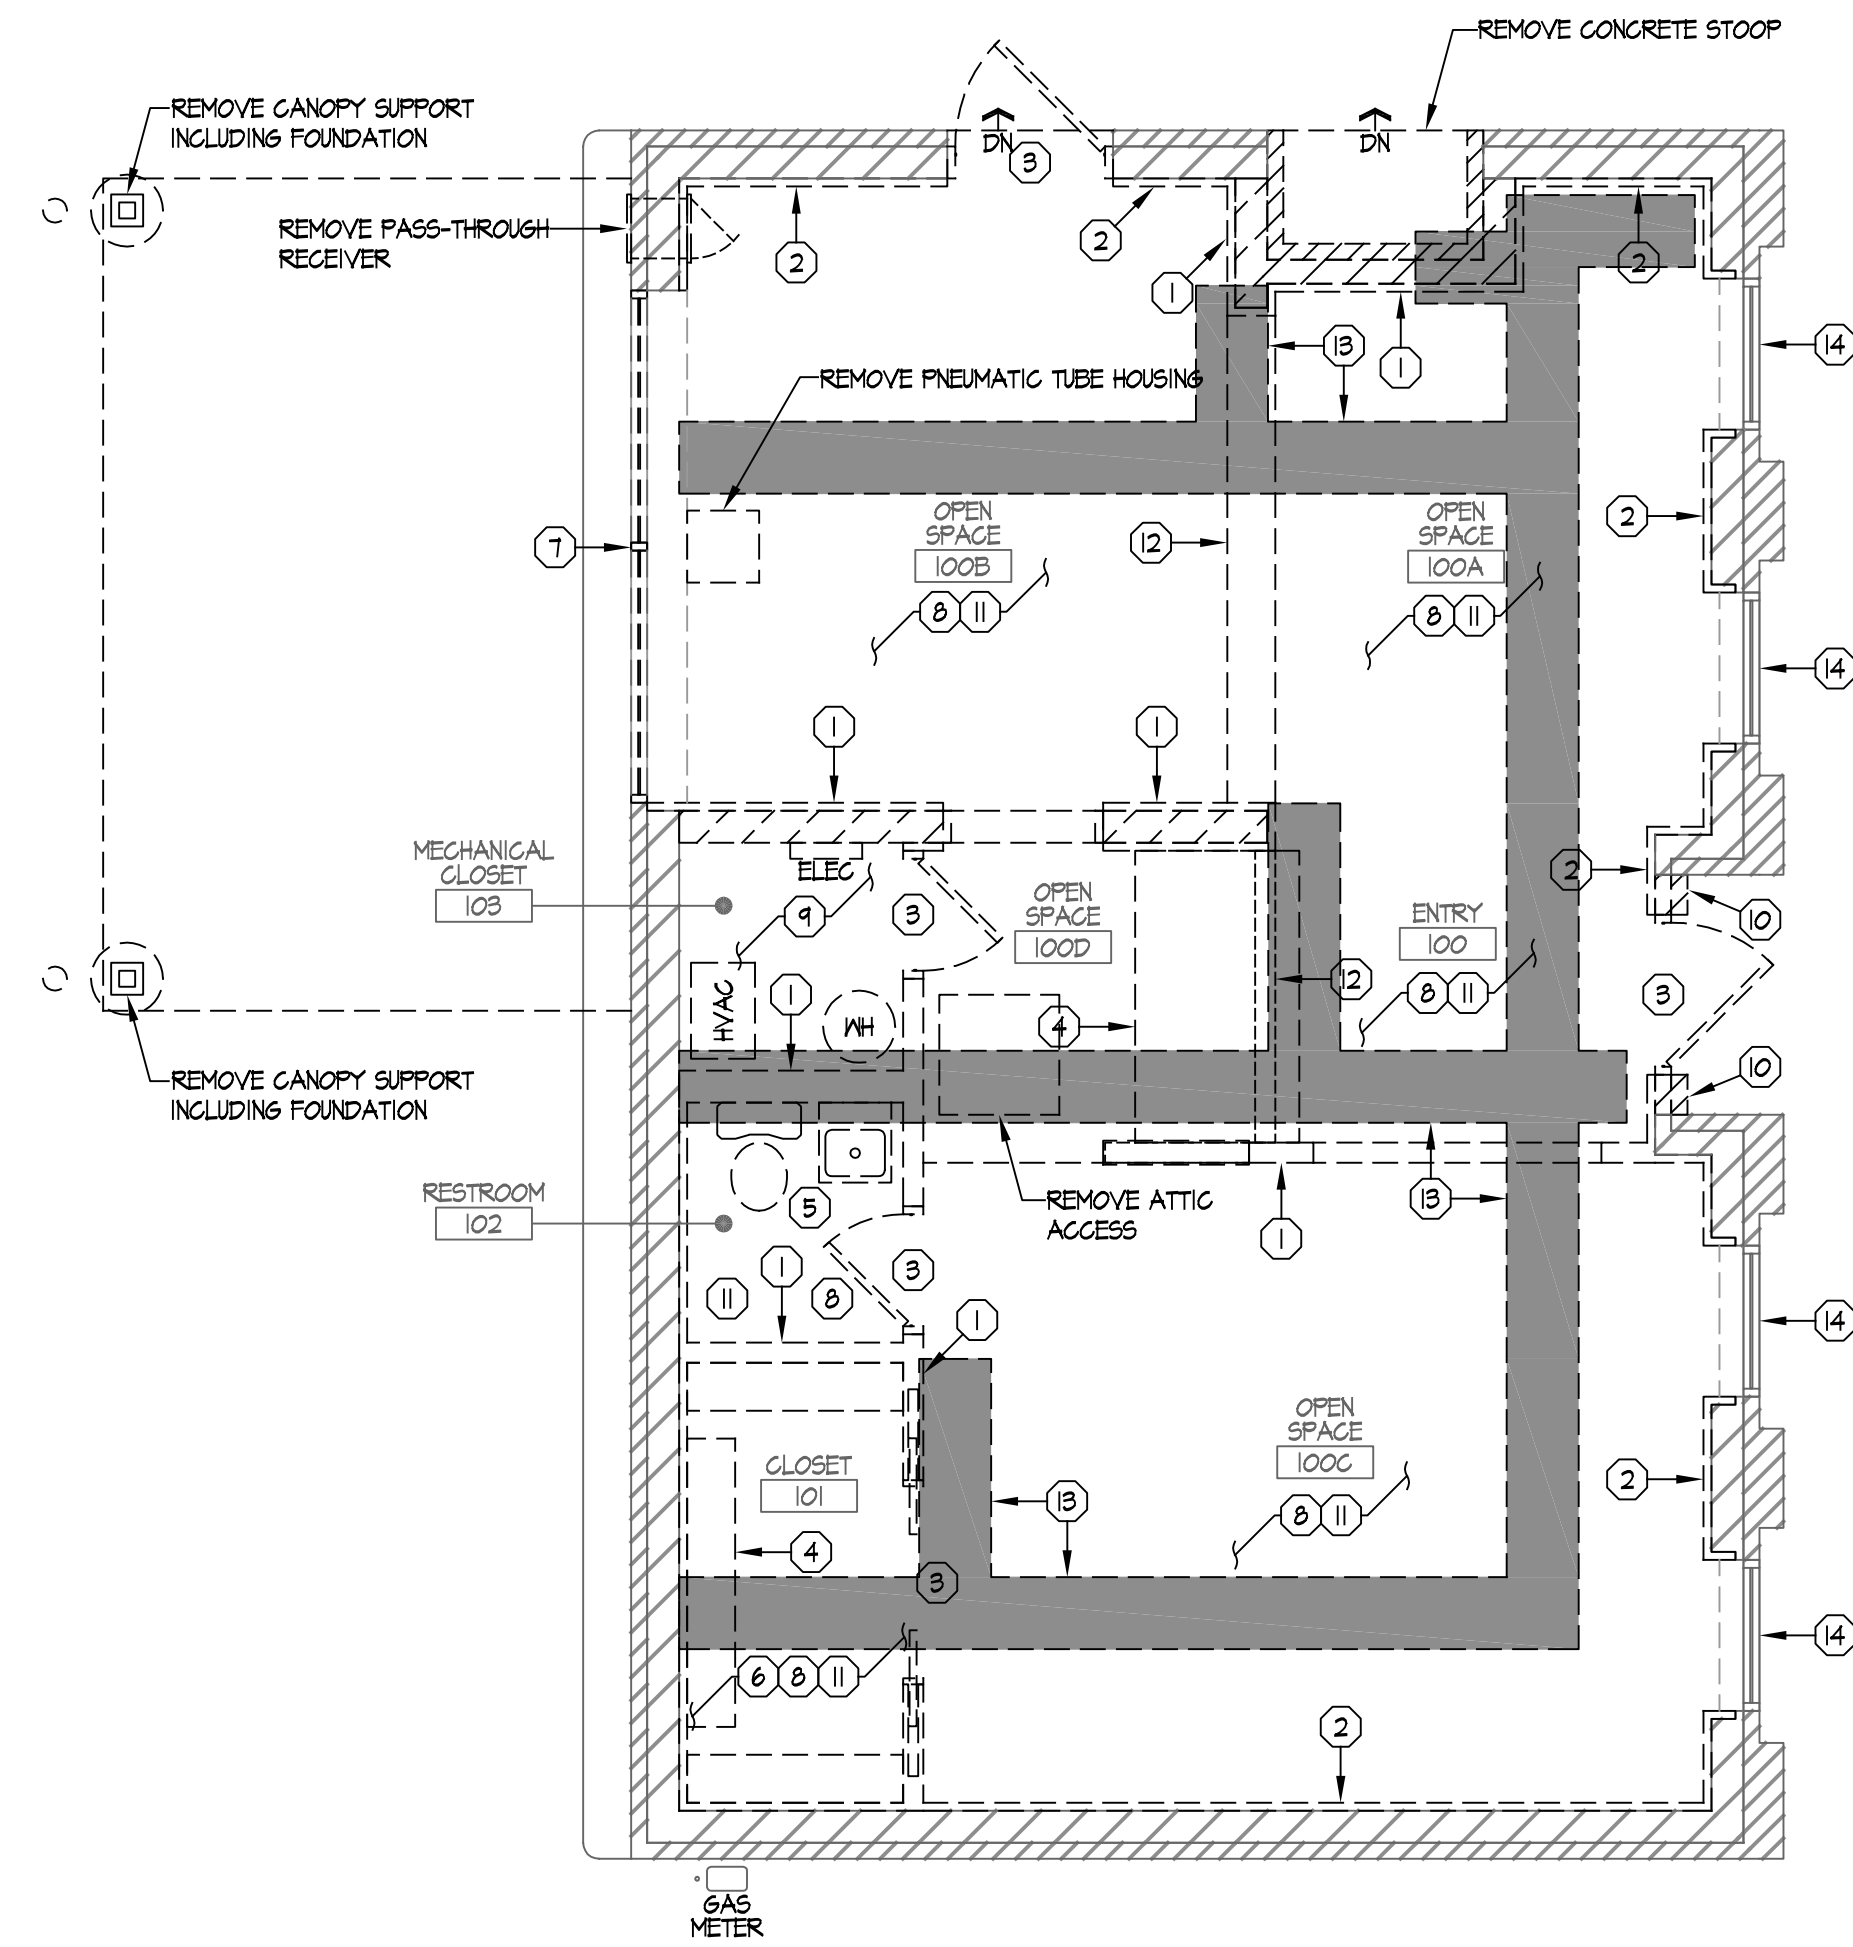 REMOVE CONCRETE STOOP
REMOVE CANOPY SUPPORT
INCLUDING FOUNDATION
DN
3
DN
REMOVE PASS-THROUGH
RECEIVER
2
2
1
2
13
1
14
REMOVE PNEUMATIC TUBE HOUSING
7
OPEN
SPACE
100B
8
11
12
OPEN
SPACE
100A
8
11
2
14
1
1
MECHANICAL
CLOSET
103
ELEC
9
3
OPEN
SPACE
100D
2
ENTRY
100
10
HVAC
1
WH
4
12
8
11
3
10
REMOVE CANOPY SUPPORT
INCLUDING FOUNDATION
RESTROOM
102
5
REMOVE ATTIC
ACCESS
13
1
11
1
8
3
1
14
OPEN
SPACE
100C
CLOSET
101
13
8
11
2
4
3
14
6
8
11
2
GAS
METER